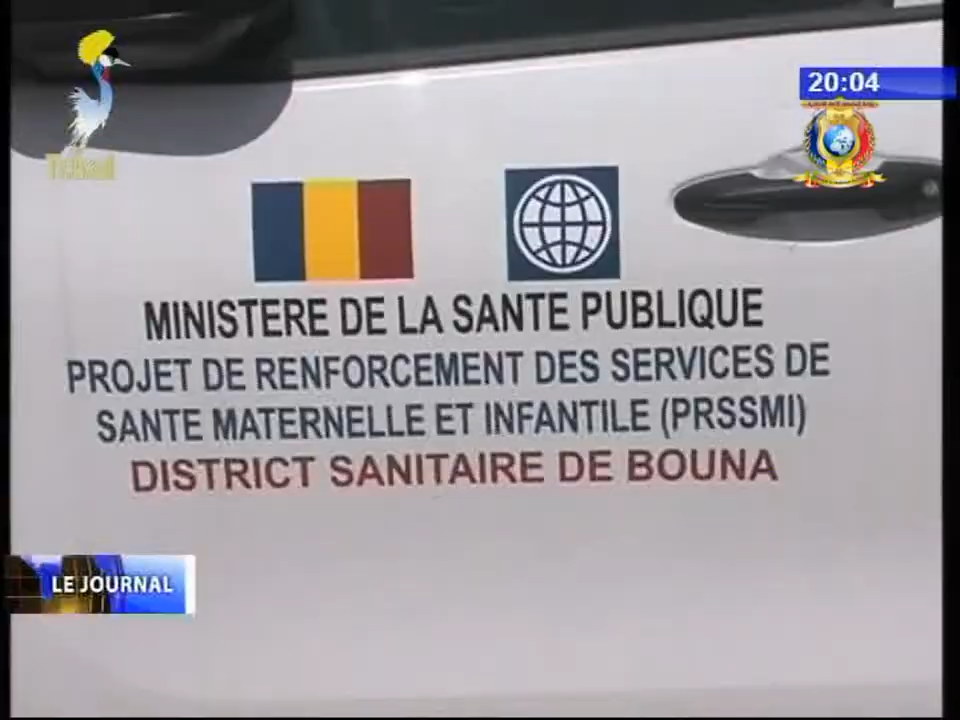 20:04
MINISTERE DE LA SANTE PUBLIQUE
PROJET DE RENFORCEMENT DES SERVICES DE
SANTE MATERNELLE ET INFANTILE (PRSSMI)
DISTRICT SANITAIRE DE BOUNA
LE JOURNAL